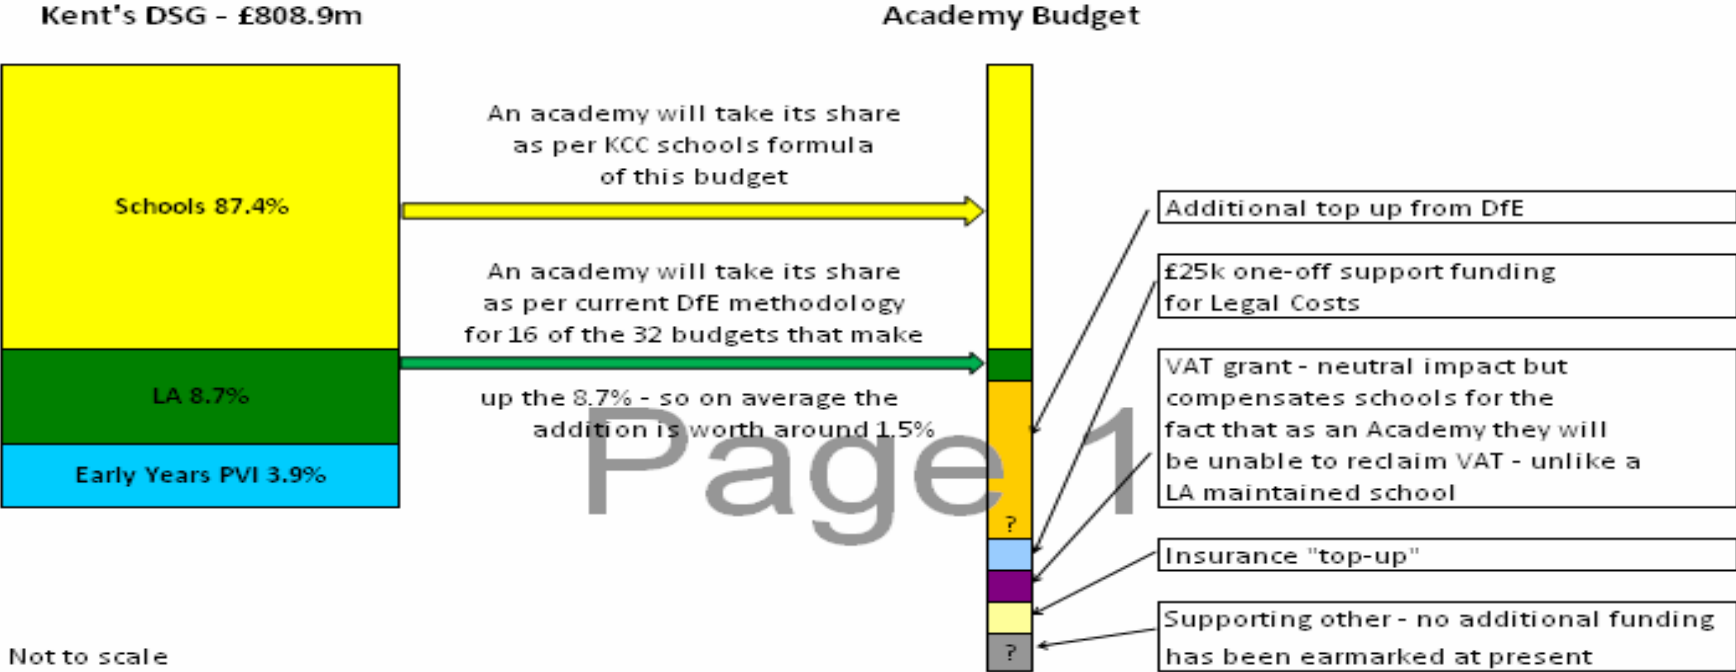 Kent's DSG - £808.9m
Academy Budget
An academy will take its share
as per KCC schools formula
of this budget
Schools 87.4%
Additional top up from DfE
An academy will take its share
as per current DfE methodology
for 16 of the 32 budgets that make
£25k one-off support funding
for Legal Costs
LA 8.7%
up the 8.7% - so on average the
addition is worth around 1.5%
VAT grant - neutral impact but
compensates schools for the
fact that as an Academy they will
be unable to reclaim VAT - unlike a
LA maintained school
Early Years PVI 3.9%
Page 1
?
Insurance "top-up"
Supporting other - no additional funding
has been earmarked at present
?
Not to scale